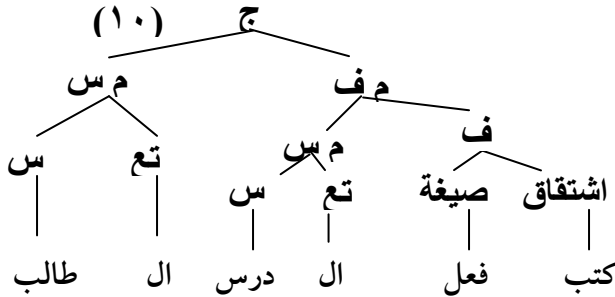 ج (١٠)
م ف م س
ف
م س تع س
اشتقاق صيغة تع س
كتب فعل ال درس ال طالب